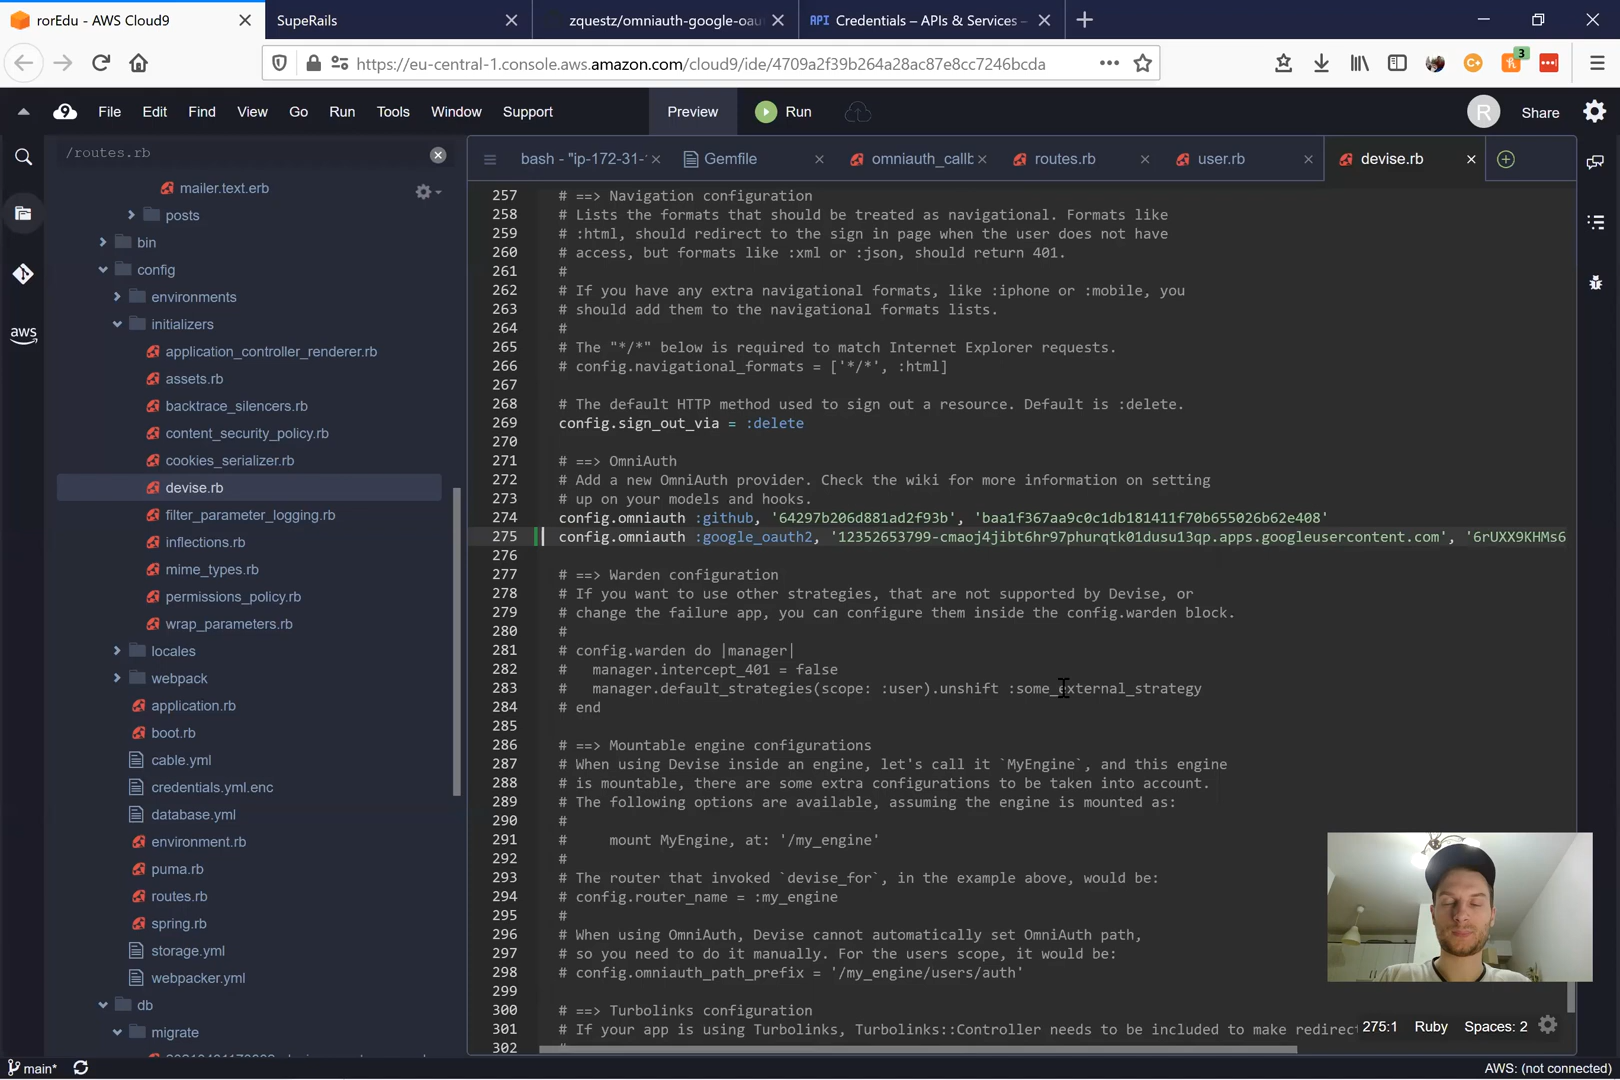 rorEdu - AWS Cloud9
SupeRails
zquestz/omniauth-google-oau
API Credentials – APIs & Services –
https://eu-central-1.console.aws.amazon.com/cloud9/ide/4709a2f39b264a28ac87e8cc7246bcda
3
9 File Edit Find View Go Run Tools Window Support Preview Run R Share
/routes.rb
bash - "ip-172-31- Gemfile omniauth_callb routes.rb user.rb devise.rb
mailer.text.erb
posts
bin
config
environments
initializers
application_controller_renderer.rb
assets.rb
backtrace_silencers.rb
content_security_policy.rb
cookies_serializer.rb
devise.rb
filter_parameter_logging.rb
inflections.rb
mime_types.rb
permissions_policy.rb
wrap_parameters.rb
locales
webpack
application.rb
boot.rb
cable.yml
credentials.yml.enc
database.yml
environment.rb
puma.rb
routes.rb
spring.rb
storage.yml
webpacker.yml
db
migrate
aws
257 # ==> Navigation configuration
258 # Lists the formats that should be treated as navigational. Formats like
259 # :html, should redirect to the sign in page when the user does not have
260 # access, but formats like :xml or :json, should return 401.
261 #
262 # If you have any extra navigational formats, like :iphone or :mobile, you
263 # should add them to the navigational formats lists.
264 #
265 # The "*/*" below is required to match Internet Explorer requests.
266 # config.navigational_formats = ['*/*', :html]
267
268 # The default HTTP method used to sign out a resource. Default is :delete.
269 config.sign_out_via = :delete
270
271 # ==> OmniAuth
272 # Add a new OmniAuth provider. Check the wiki for more information on setting
273 # up on your models and hooks.
274 config.omniauth :github, '64297b206d881ad2f93b', 'baa1f367aa9c0c1db181411f70b655026b62e408'
275 config.omniauth :google_oauth2, '12352653799-cmaoj4jibt6hr97phurqtk01dusu13qp.apps.googleusercontent.com', '6rUXX9KHMs6
276
277 # ==> Warden configuration
278 # If you want to use other strategies, that are not supported by Devise, or
279 # change the failure app, you can configure them inside the config.warden block.
280 #
281 # config.warden do |manager|
282 #   manager.intercept_401 = false
283 #   manager.default_strategies(scope: :user).unshift :some_external_strategy
284 # end
285
286 # ==> Mountable engine configurations
287 # When using Devise inside an engine, let's call it `MyEngine`, and this engine
288 # is mountable, there are some extra configurations to be taken into account.
289 # The following options are available, assuming the engine is mounted as:
290 #
291 #     mount MyEngine, at: '/my_engine'
292 #
293 # The router that invoked `devise_for`, in the example above, would be:
294 # config.router_name = :my_engine
295 #
296 # When using OmniAuth, Devise cannot automatically set OmniAuth path,
297 # so you need to do it manually. For the users scope, it would be:
298 # config.omniauth_path_prefix = '/my_engine/users/auth'
299
300 # ==> Turbolinks configuration
301 # If your app is using Turbolinks, Turbolinks::Controller needs to be included to make redirect
302 #
275:1 Ruby Spaces: 2
main* AWS: (not connected)